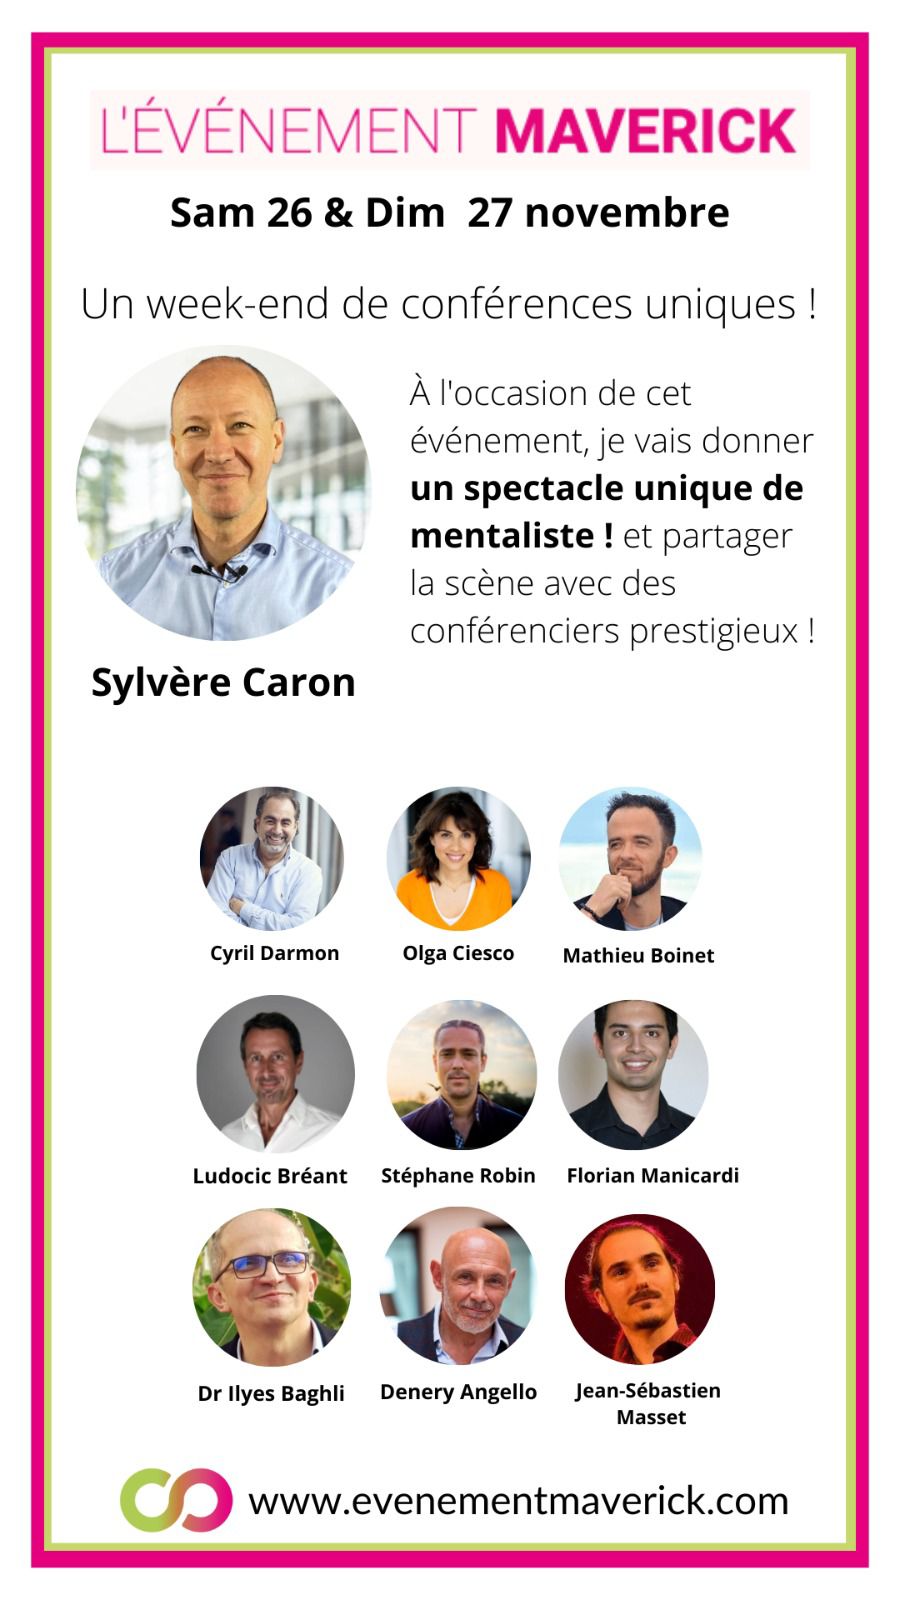 L'ÉVÉNEMENT MAVERICK
Sam 26 & Dim 27 novembre
Un week-end de conférences uniques !
À l'occasion de cet
événement, je vais donner
un spectacle unique de
mentaliste ! et partager
la scène avec des
conférenciers prestigieux !
Sylvère Caron
Cyril Darmon
Olga Ciesco
Mathieu Boinet
Ludocic Bréant
Stéphane Robin
Florian Manicardi
Dr Ilyes Baghli
Denery Angello
Jean-Sébastien
Masset
www.evenementmaverick.com